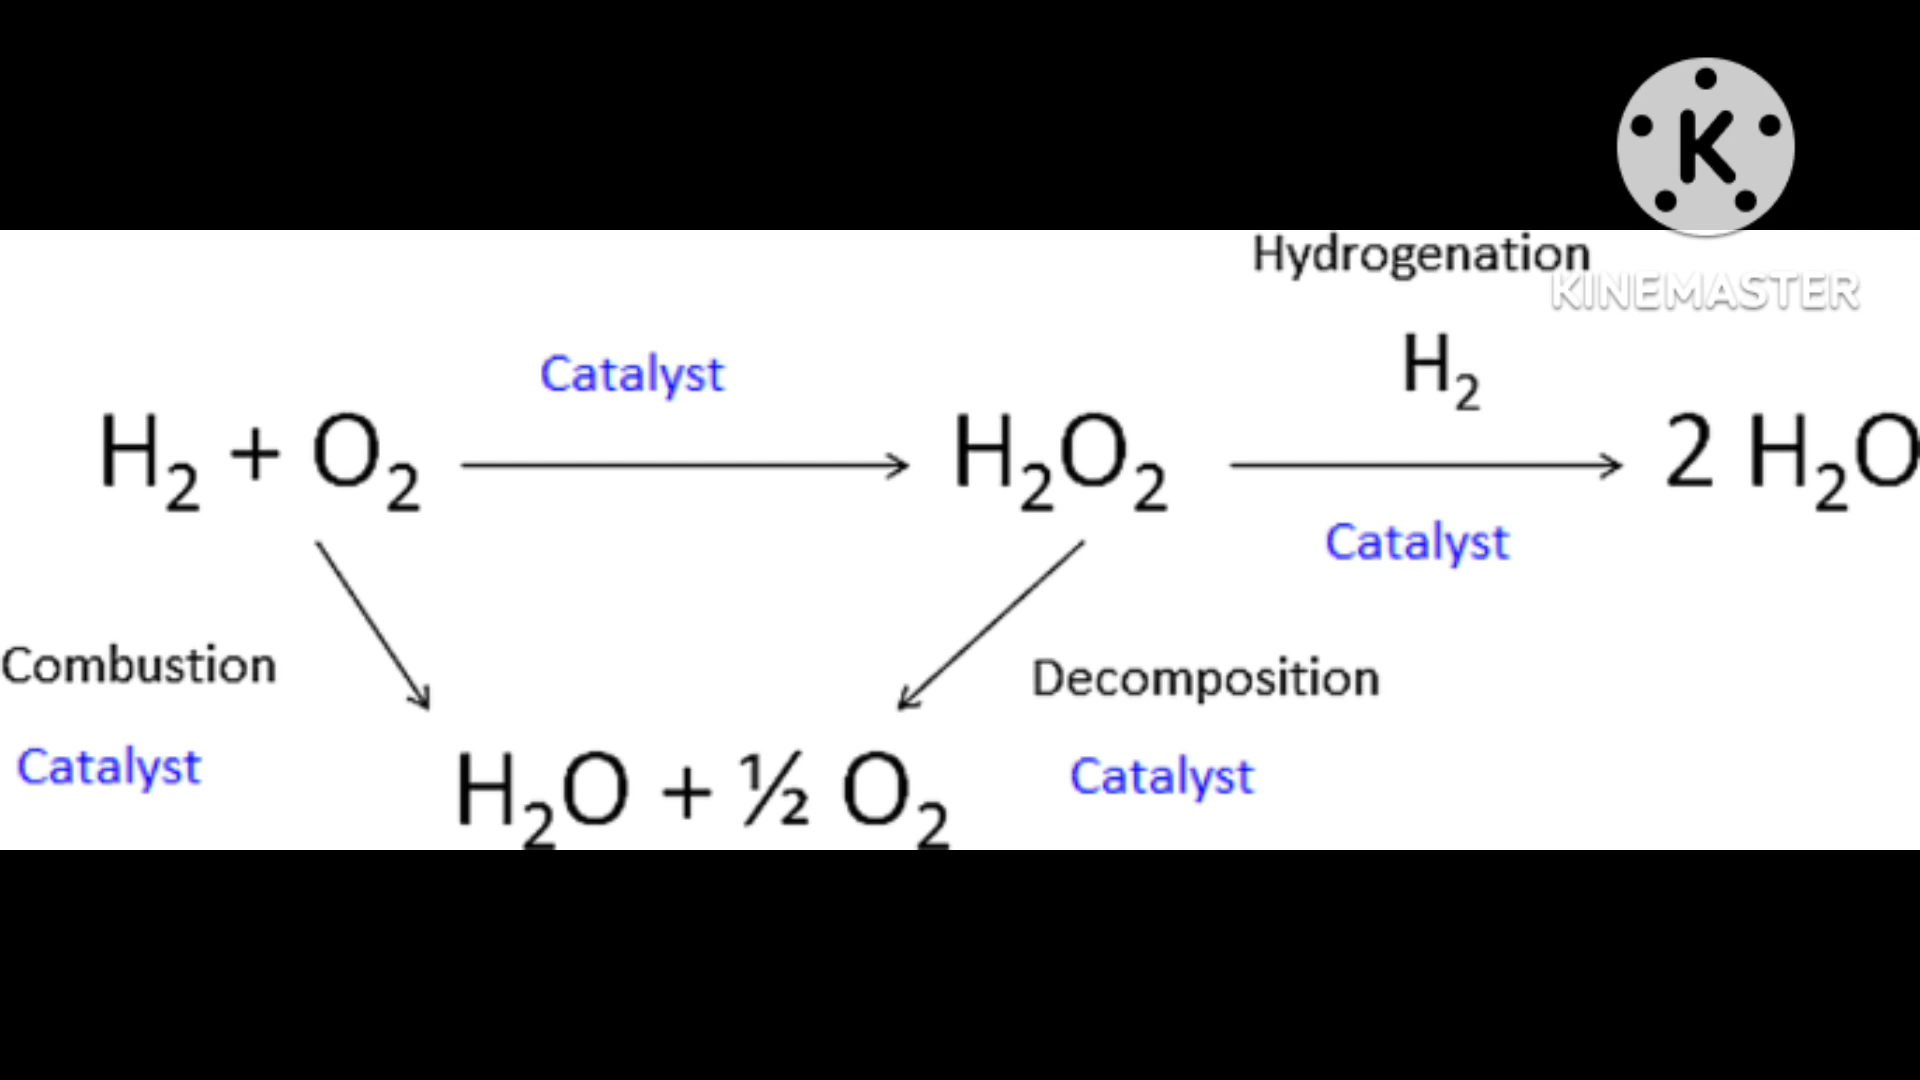 K
KINEMASTER
Hydrogenation
H₂
Catalyst
H₂ + O₂ → H₂O₂ → 2 H₂O
Catalyst
Combustion
Decomposition
Catalyst
Catalyst
H₂O + ½ O₂